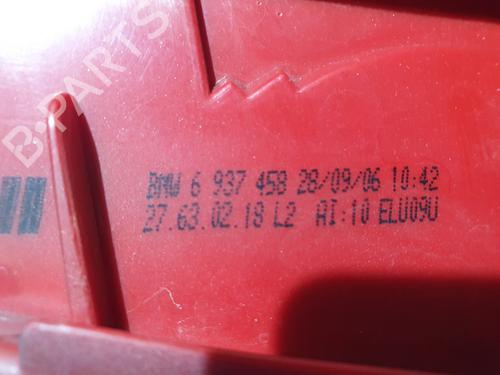 B-PARTS
BMW 6 937 458 28/09/06 10:42
27.63.02.18 L2 AI:10 ELU09U